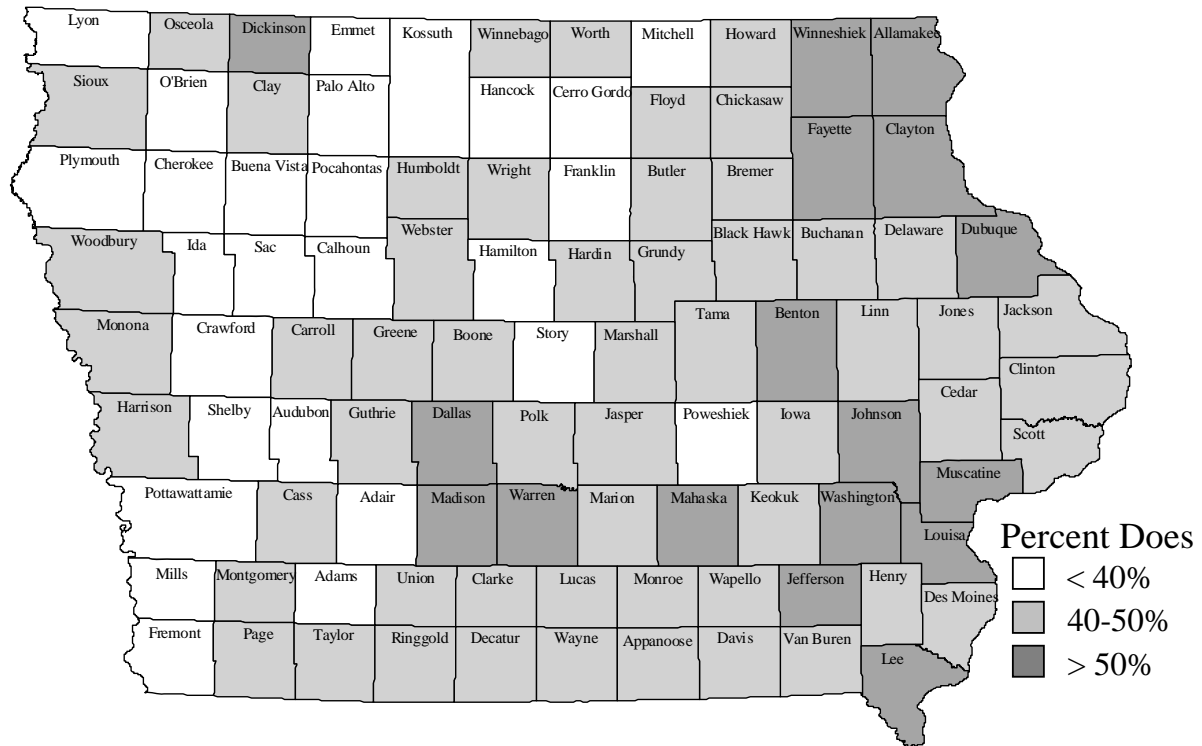 Lyon
Osceola
Dickinson
Emmet
Kossuth
Winnebago
Worth
Mitchell
Howard
Winneshiek
Allamakee
Sioux
O'Brien
Clay
Palo Alto
Hancock
Cerro Gordo
Floyd
Chickasaw
Fayette
Clayton
Plymouth
Cherokee
Buena Vista
Pocahontas
Humboldt
Wright
Franklin
Butler
Bremer
Woodbury
Ida
Sac
Calhoun
Webster
Hamilton
Hardin
Grundy
Black Hawk
Buchanan
Delaware
Dubuque
Monona
Crawford
Carroll
Greene
Boone
Story
Marshall
Tama
Benton
Linn
Jones
Jackson
Clinton
Harrison
Shelby
Audubon
Guthrie
Dallas
Polk
Jasper
Poweshiek
Iowa
Johnson
Cedar
Scott
Muscatine
Pottawattamie
Cass
Adair
Madison
Warren
Marion
Mahaska
Keokuk
Washington
Louisa
Mills
Montgomery
Adams
Union
Clarke
Lucas
Monroe
Wapello
Jefferson
Henry
Des Moines
Fremont
Page
Taylor
Ringgold
Decatur
Wayne
Appanoose
Davis
Van Buren
Lee
Percent Does
< 40%
40-50%
> 50%